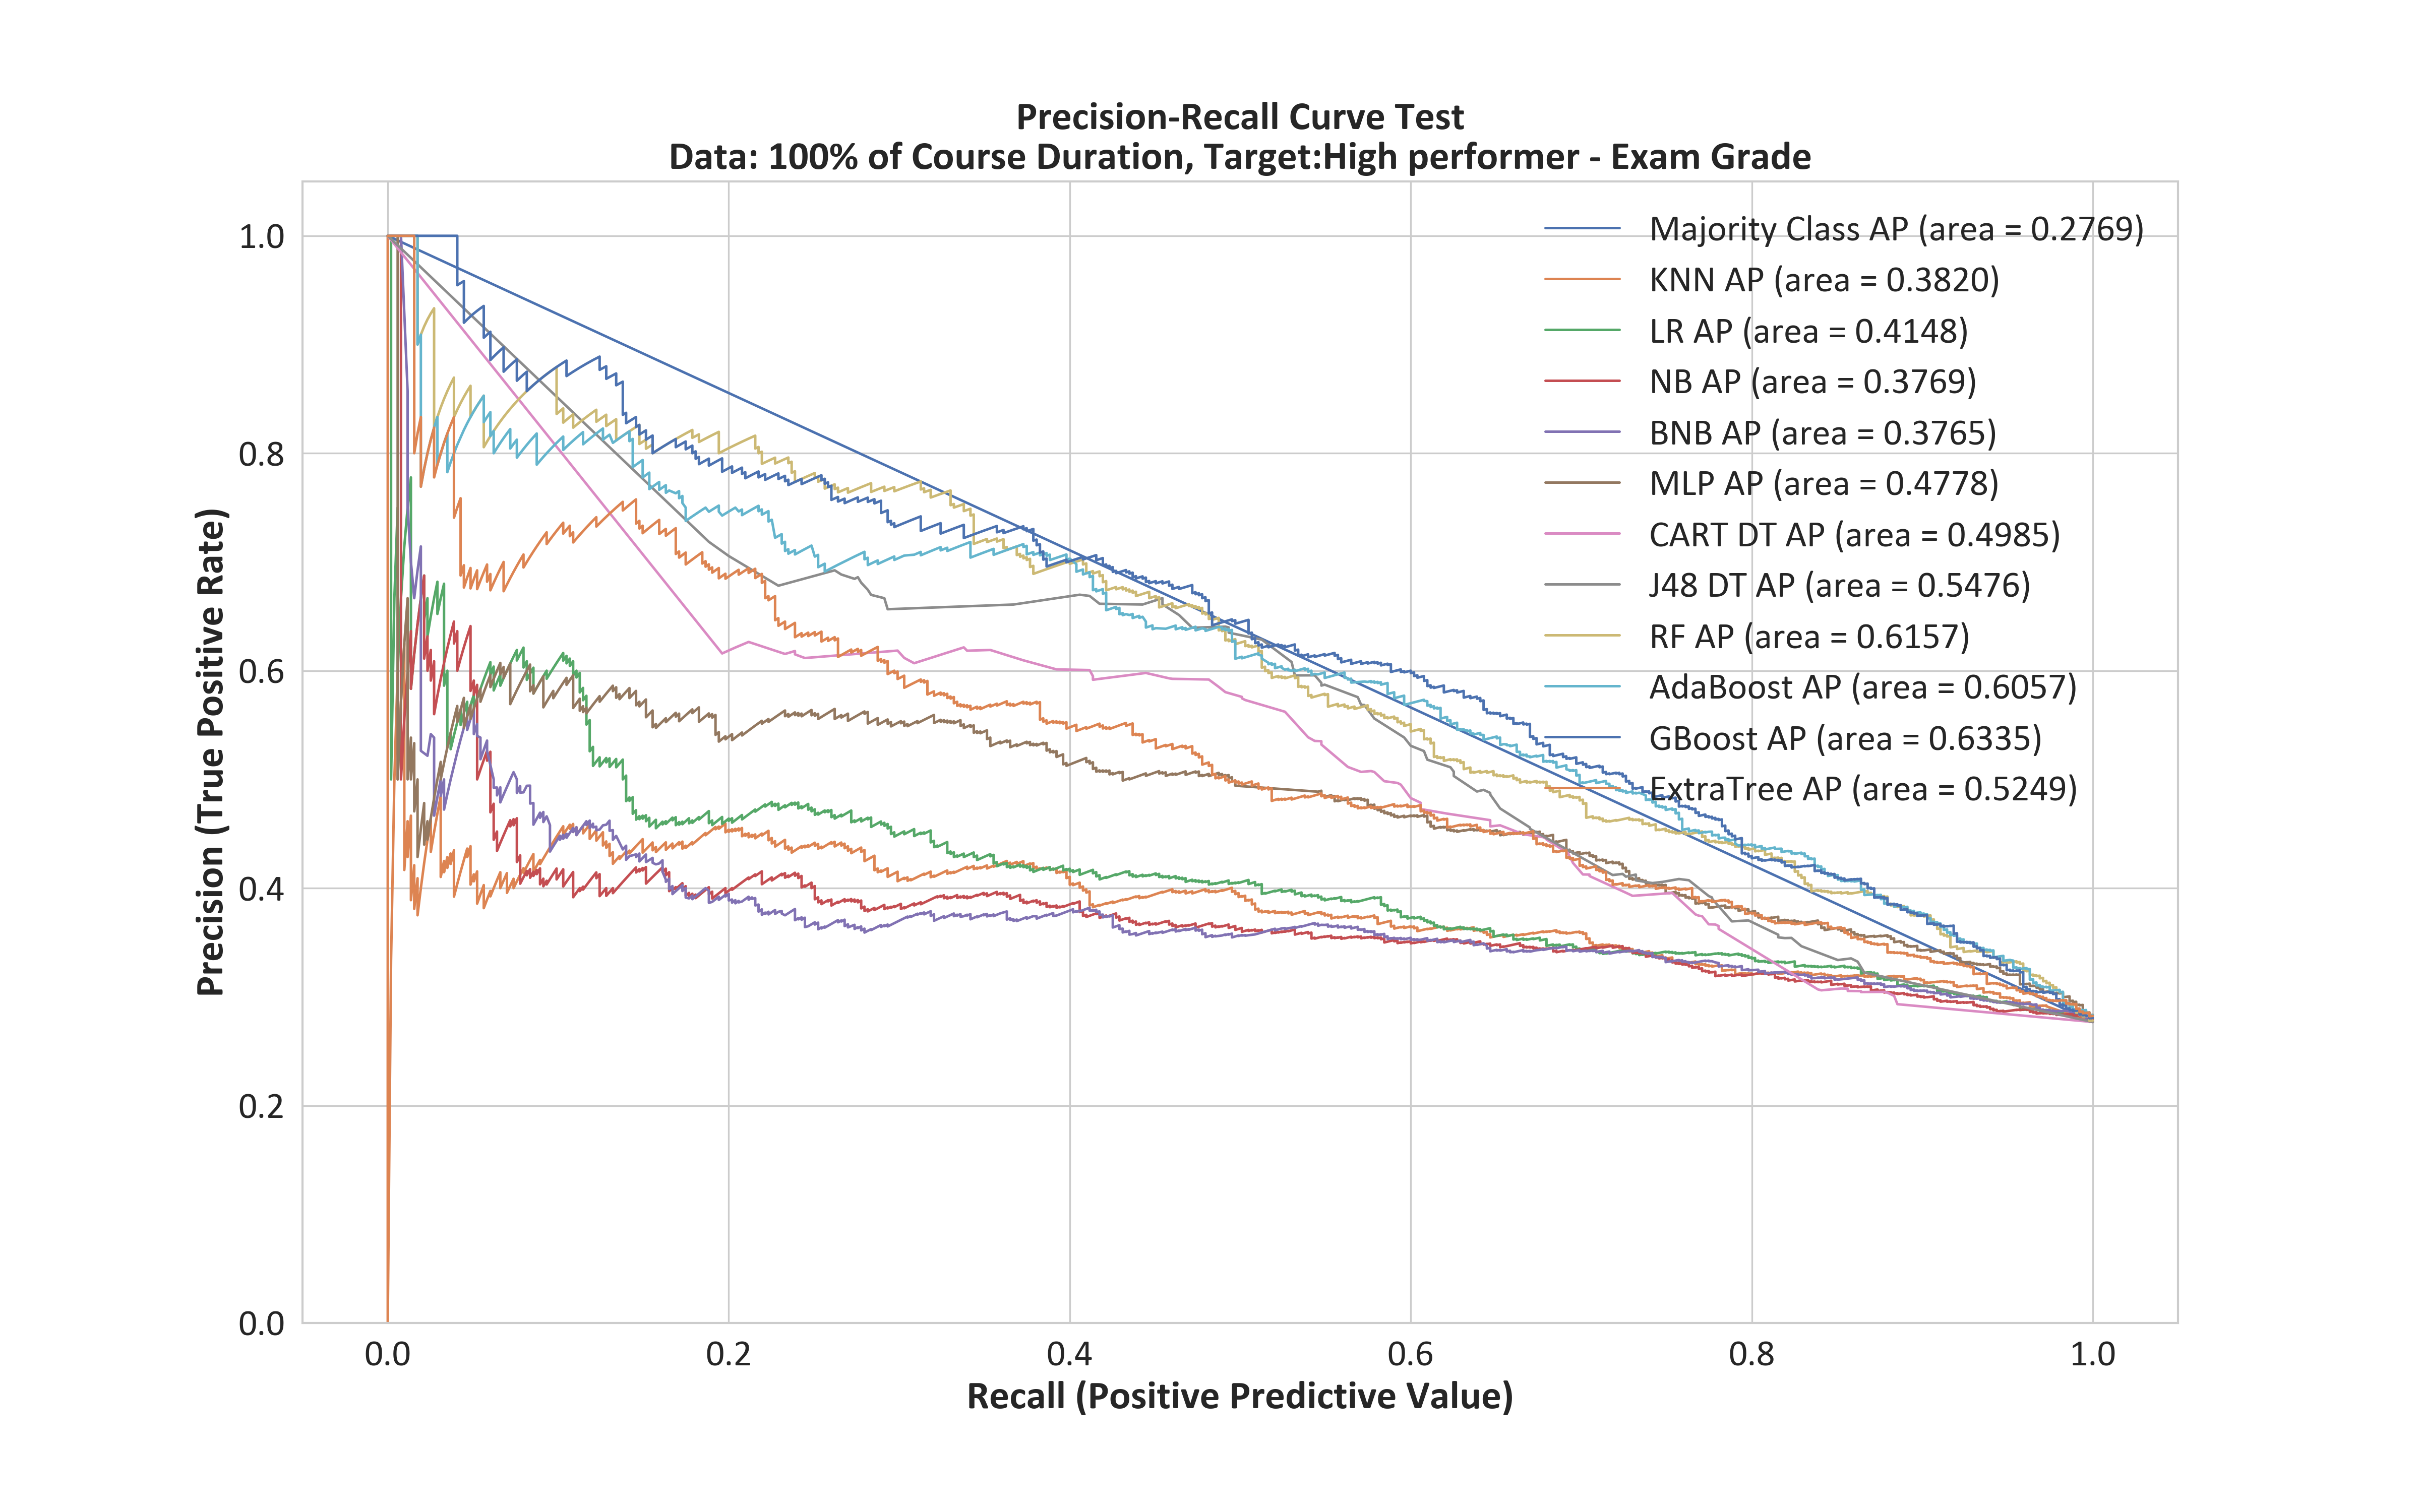 Precision-Recall Curve Test
Data: 100% of Course Duration, Target:High performer - Exam Grade
Majority Class AP (area = 0.2769)
KNN AP (area = 0.3820)
LR AP (area = 0.4148)
NB AP (area = 0.3769)
BNB AP (area = 0.3765)
MLP AP (area = 0.4778)
CART DT AP (area = 0.4985)
J48 DT AP (area = 0.5476)
RF AP (area = 0.6157)
AdaBoost AP (area = 0.6057)
GBoost AP (area = 0.6335)
ExtraTree AP (area = 0.5249)
Precision (True Positive Rate)
1.0
0.8
0.6
0.4
0.2
0.0
0.0 0.2 0.4 0.6 0.8 1.0
Recall (Positive Predictive Value)